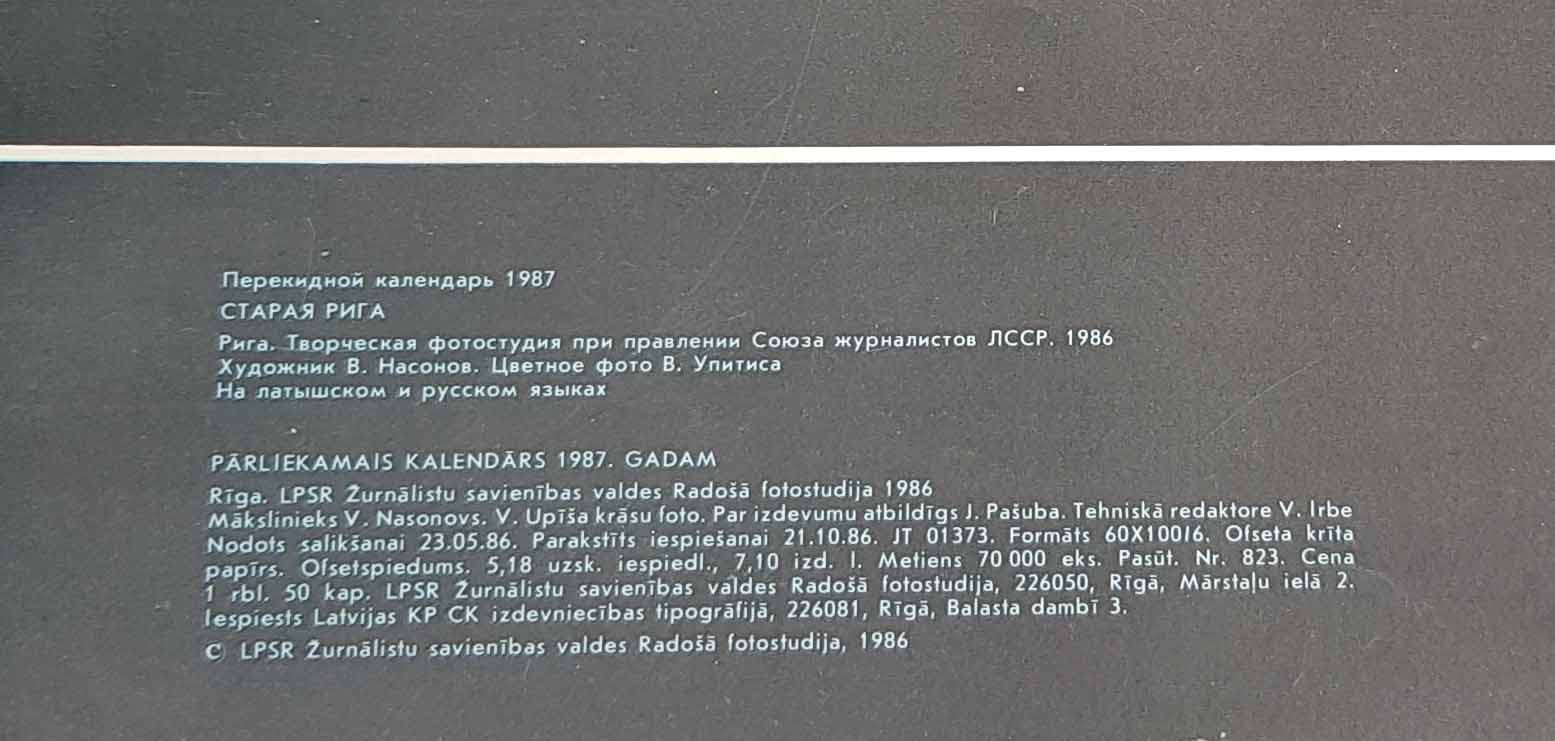 Перекидной календарь 1987
СТАРАЯ РИГА
Рига. Творческая фотостудия при правлении Союза журналистов ЛССР. 1986
Художник В. Насонов. Цветное фото В. Упитиса
На латышском и русском языках
PĀRLIEKAMAIS KALENDĀRS 1987. GADAM
Rīga. LPSR Žurnālistu savienības valdes Radošā fotostudija 1986
Mākslinieks V. Nasonovs. V. Upīša krāsu foto. Par izdevumu atbildīgs J. Pašuba. Tehniskā redaktore V. Irbe
Nodots salikšanai 23.05.86. Parakstīts iespiešanai 21.10.86. JT 01373. Formāts 60X100/6. Ofseta krīta
papīrs. Ofsetspiedums. 5,18 uzsk. iespiedl., 7,10 izd. l. Metiens 70 000 eks. Pasūt. Nr. 823. Cena
1 rbl. 50 kap. LPSR Žurnālistu savienības valdes Radošā fotostudija, 226050, Rīgā, Mārstaļu ielā 2.
Iespiests Latvijas KP CK izdevniecības tipogrāfijā, 226081, Rīgā, Balasta dambī 3.
© LPSR Žurnālistu savienības valdes Radošā fotostudija, 1986